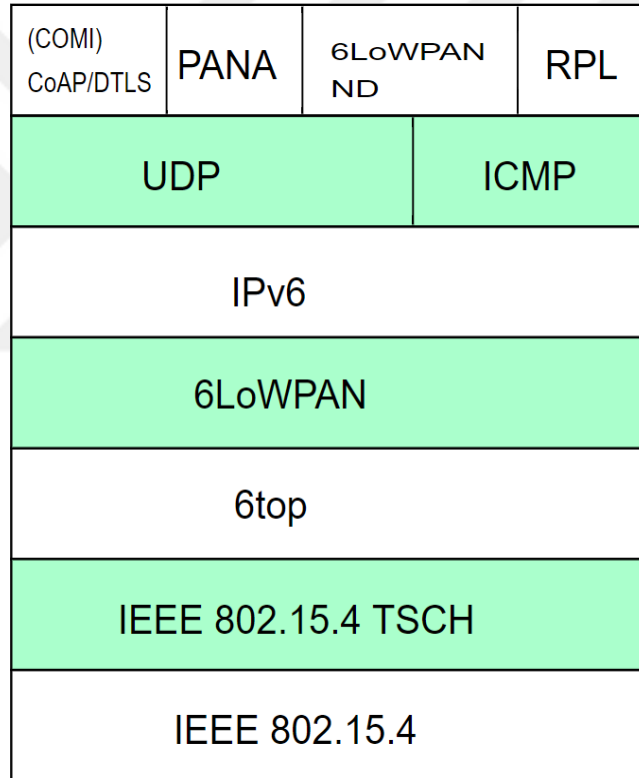 (COMI)
CoAP/DTLS
PANA
6LoWPAN
ND
RPL
UDP
ICMP
IPv6
6LoWPAN
6top
IEEE 802.15.4 TSCH
IEEE 802.15.4